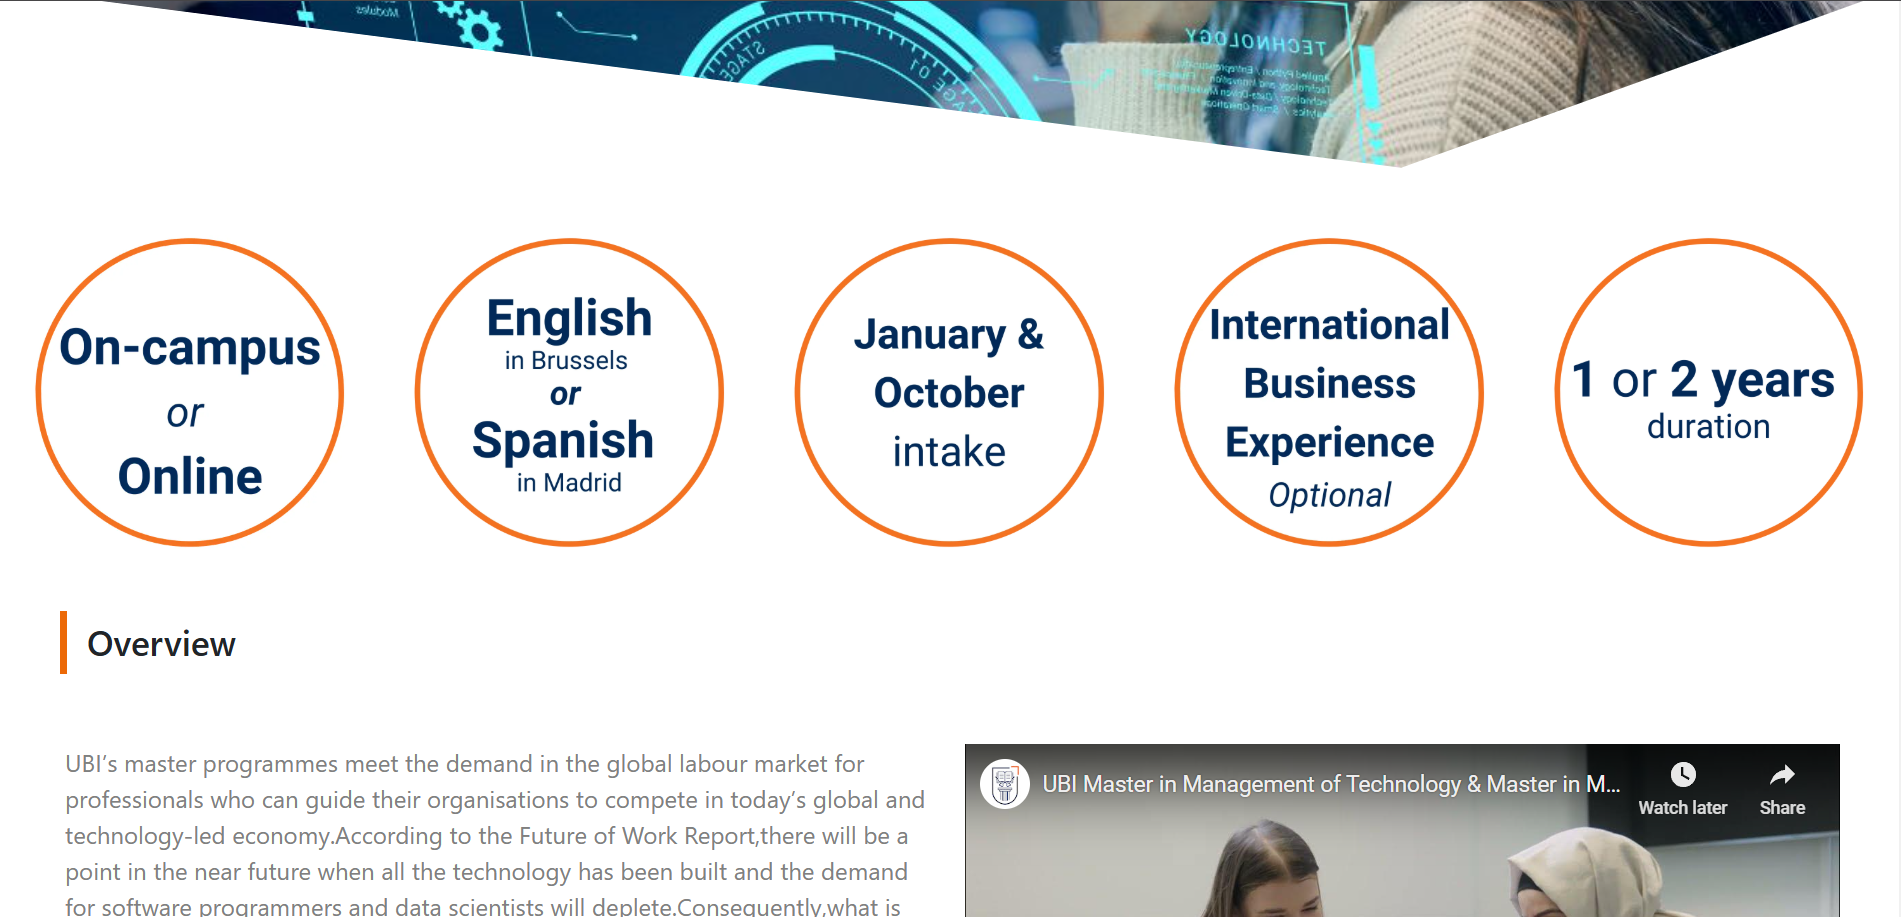 Modules
STAGE
STAGE 01
TECHNOLOGY
On-campus
or
Online
English
in Brussels
or
Spanish
in Madrid
January &
October
intake
International
Business
Experience
Optional
1 or 2 years
duration
Overview
UBI’s master programmes meet the demand in the global labour market for
professionals who can guide their organisations to compete in today’s global and
technology-led economy.According to the Future of Work Report,there will be a
point in the near future when all the technology has been built and the demand
for software programmers and data scientists will deplete.Consequently,what is
UBI Master in Management of Technology & Master in M...
Watch later
Share